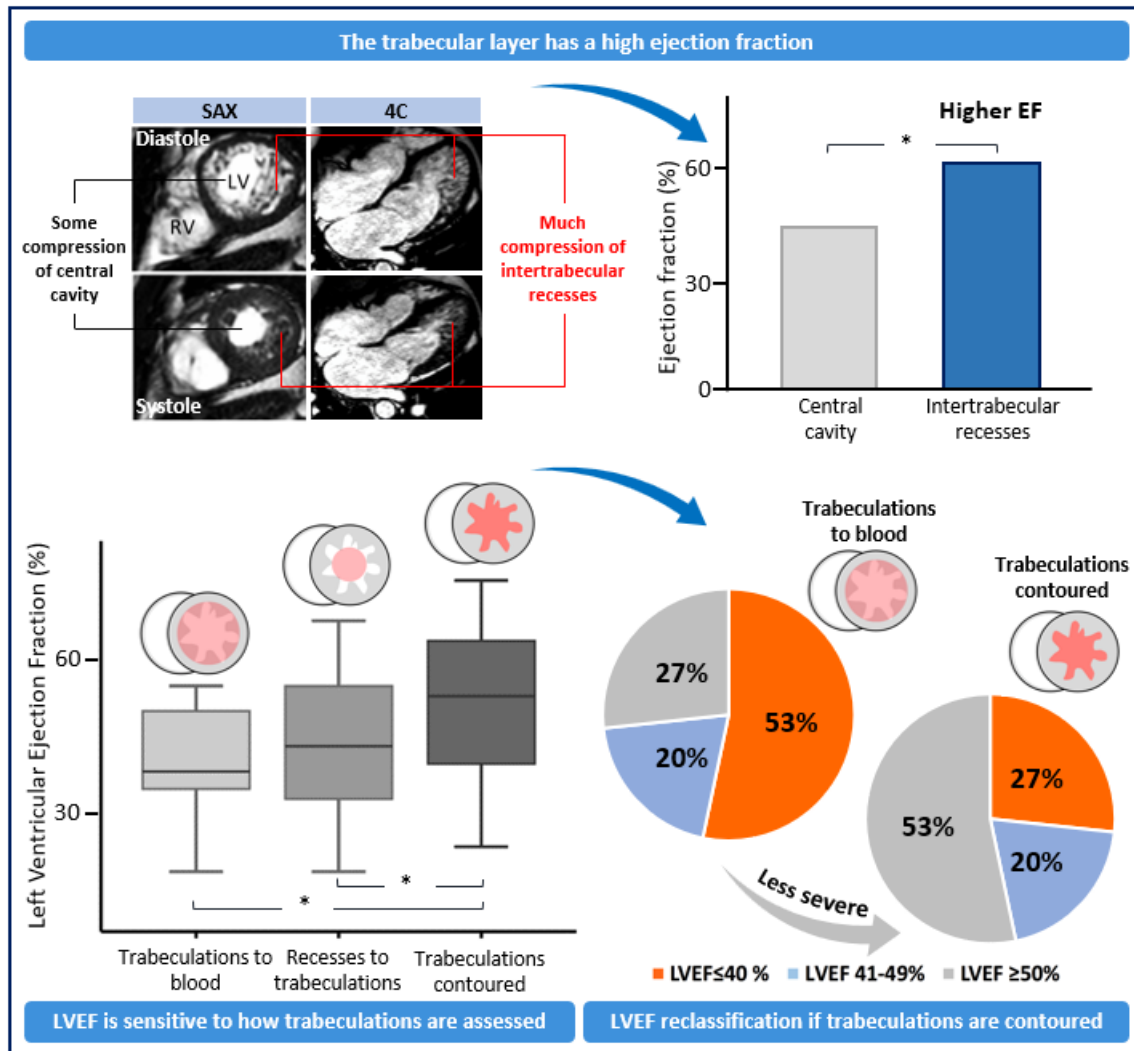 The trabecular layer has a high ejection fraction
SAX
4C
Diastole
LV
RV
Systole
Some
compression
of central
cavity
Much
compression of
intertrabecular
recesses
Higher EF
*
Ejection fraction (%)
60
30
0
Central
cavity
Intertrabecular
recesses
Left Ventricular Ejection Fraction (%)
60
30
*
*
Trabeculations to
blood
Recesses to
trabeculations
Trabeculations
contoured
Trabeculations
to blood
27%
53%
20%
Trabeculations
contoured
27%
53%
20%
Less severe
LVEF≤40 %
LVEF 41-49%
LVEF ≥50%
LVEF is sensitive to how trabeculations are assessed
LVEF reclassification if trabeculations are contoured